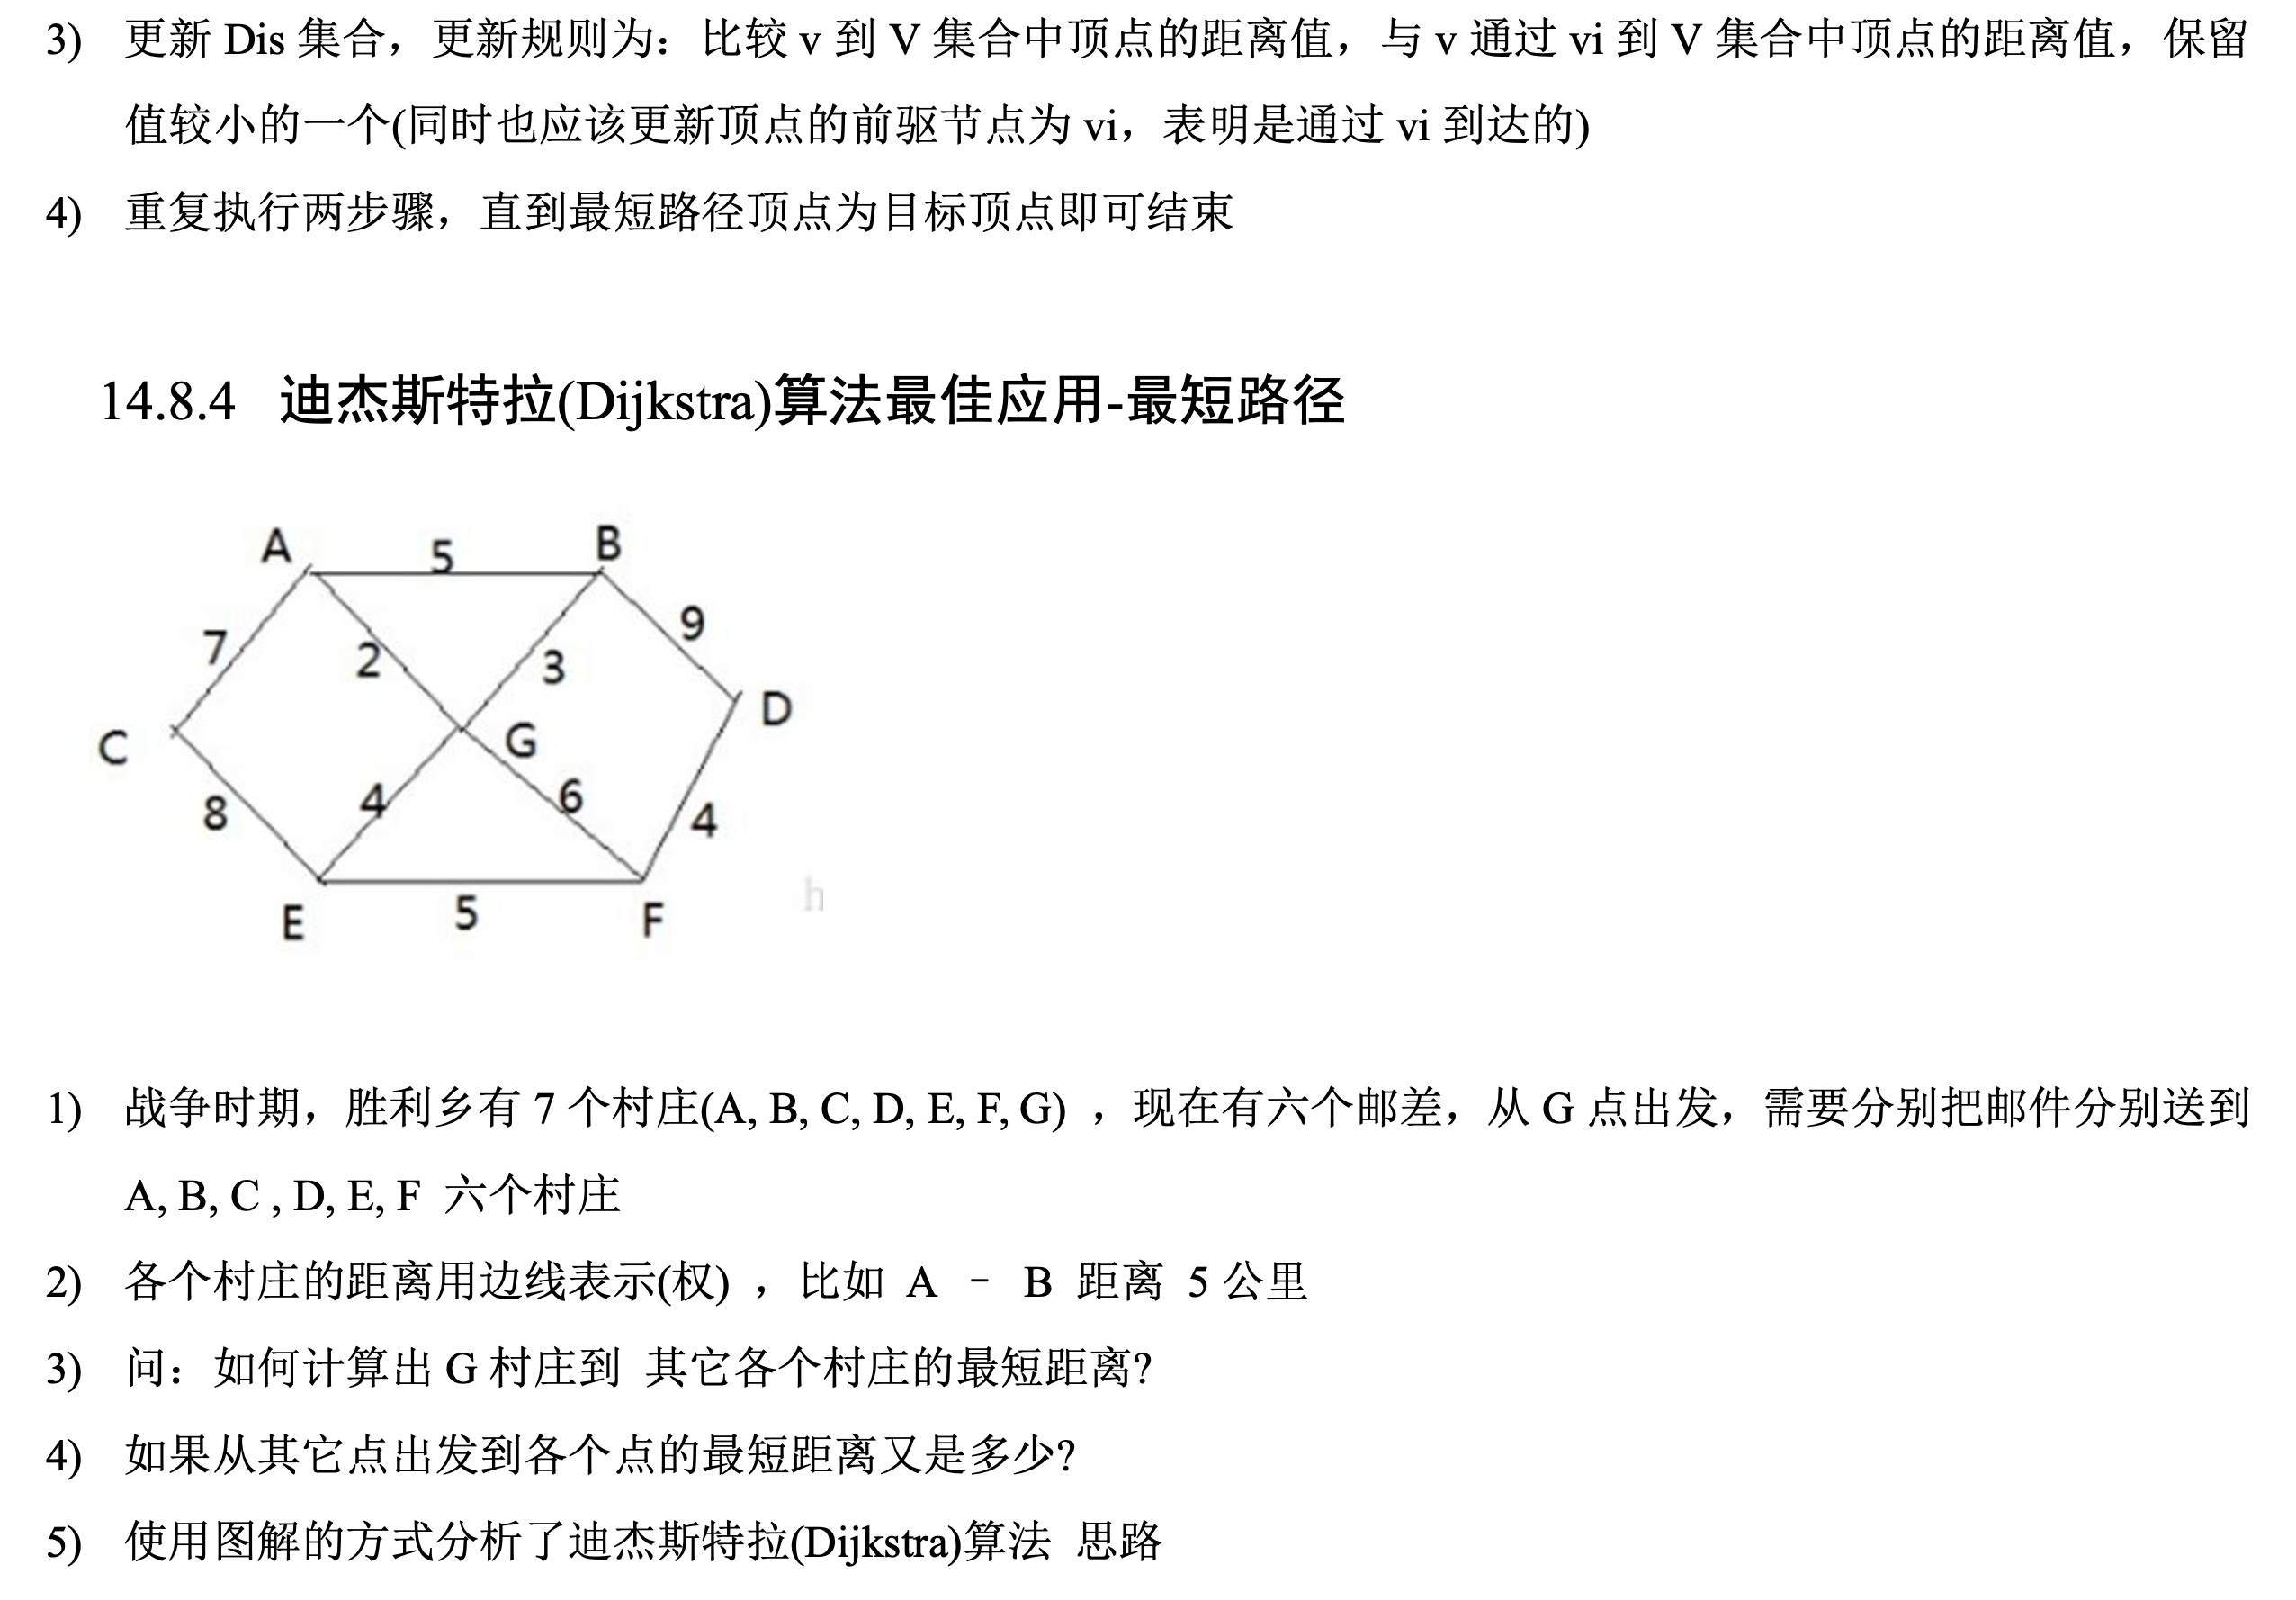 3) 更新 Dis 集合，更新规则为：比较 v 到 V 集合中顶点的距离值，与 v 通过 vi 到 V 集合中顶点的距离值，保留
值较小的一个(同时也应该更新顶点的前驱节点为 vi，表明是通过 vi 到达的)
4) 重复执行两步骤，直到最短路径顶点为目标顶点即可结束
14.8.4 迪杰斯特拉(Dijkstra)算法最佳应用-最短路径
A 5 B
7 2 3 9
C G D
8 4 6 4
h
E 5 F
1) 战争时期，胜利乡有 7 个村庄(A, B, C, D, E, F, G) ，现在有六个邮差，从 G 点出发，需要分别把邮件分别送到
A, B, C , D, E, F 六个村庄
2) 各个村庄的距离用边线表示(权) ，比如 A – B 距离 5 公里
3) 问：如何计算出 G 村庄到 其它各个村庄的最短距离?
4) 如果从其它点出发到各个点的最短距离又是多少?
5) 使用图解的方式分析了迪杰斯特拉(Dijkstra)算法 思路